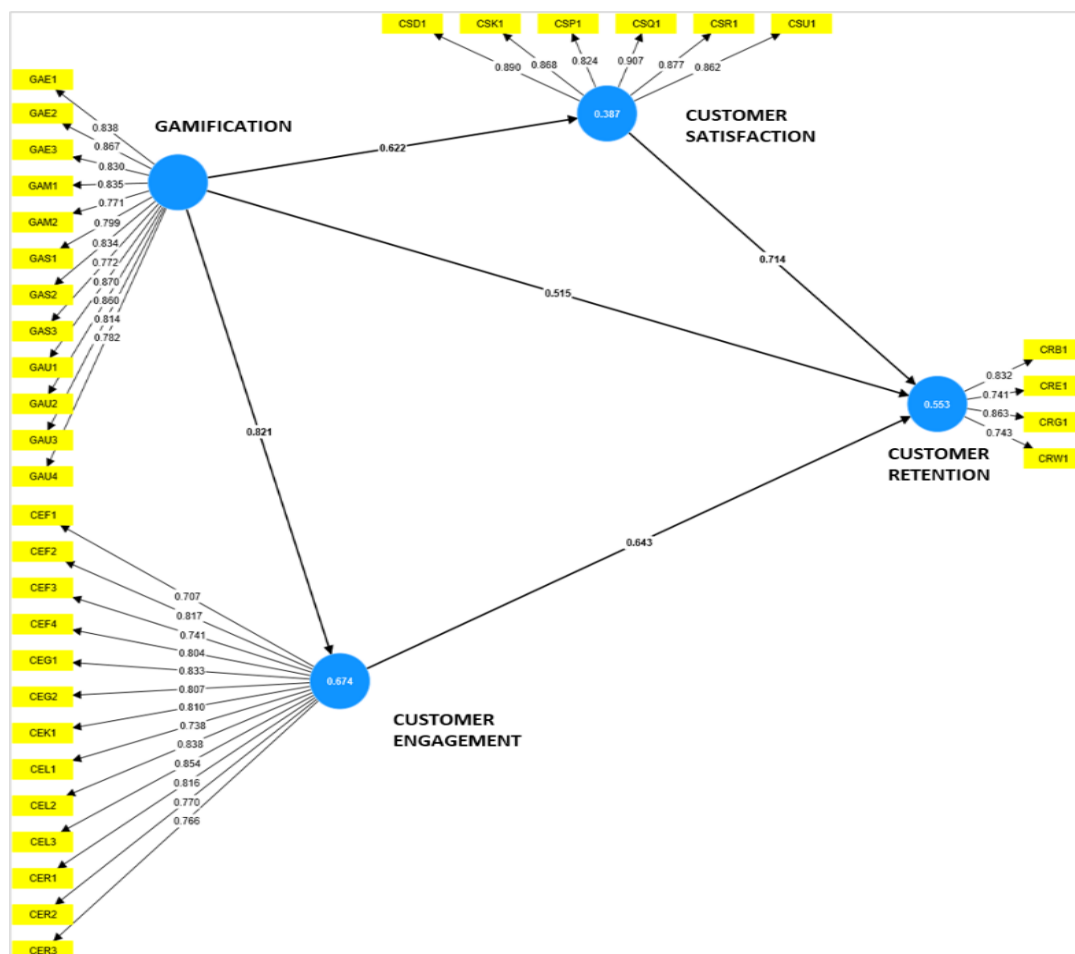 CSD1
CSK1
CSP1
CSQ1
CSR1
CSU1
0.890
0.868
0.824
0.907
0.877
0.862
0.387
CUSTOMER
SATISFACTION
GAMIFICATION
GAE1
GAE2
GAE3
GAM1
GAM2
GAS1
GAS2
GAS3
GAU1
GAU2
GAU3
GAU4
0.838
0.867
0.830
0.835
0.771
0.799
0.834
0.772
0.870
0.860
0.814
0.782
0.622
0.714
0.515
0.821
0.643
CRB1
CRE1
CRG1
CRW1
0.832
0.741
0.863
0.743
0.553
CUSTOMER
RETENTION
CEF1
CEF2
CEF3
CEF4
CEG1
CEG2
CEK1
CEL1
CEL2
CEL3
CER1
CER2
CER3
0.707
0.817
0.741
0.804
0.833
0.807
0.810
0.738
0.838
0.854
0.816
0.770
0.766
0.674
CUSTOMER
ENGAGEMENT